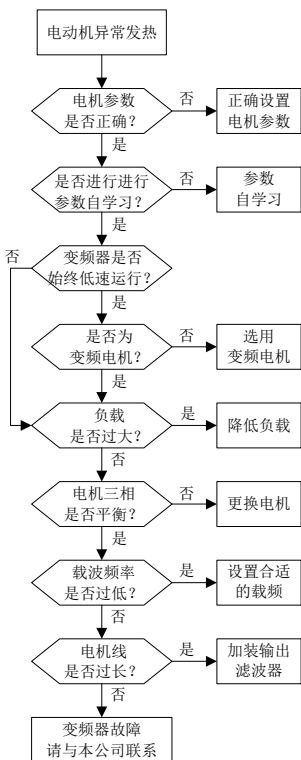 电动机异常发热
电机参数
是否正确？
否
正确设置
电机参数
是
是否进行进行
参数自学习？
否
参数
自学习
是
变频器是否
始终低速运行？
否
是
是否为
变频电机？
否
选用
变频电机
是
负载
是否过大？
是
降低负载
否
电机三相
是否平衡？
否
更换电机
是
载波频率
是否过低？
是
设置合适
的载频
否
电机线
是否过长？
是
加装输出
滤波器
否
变频器故障
请与本公司联系